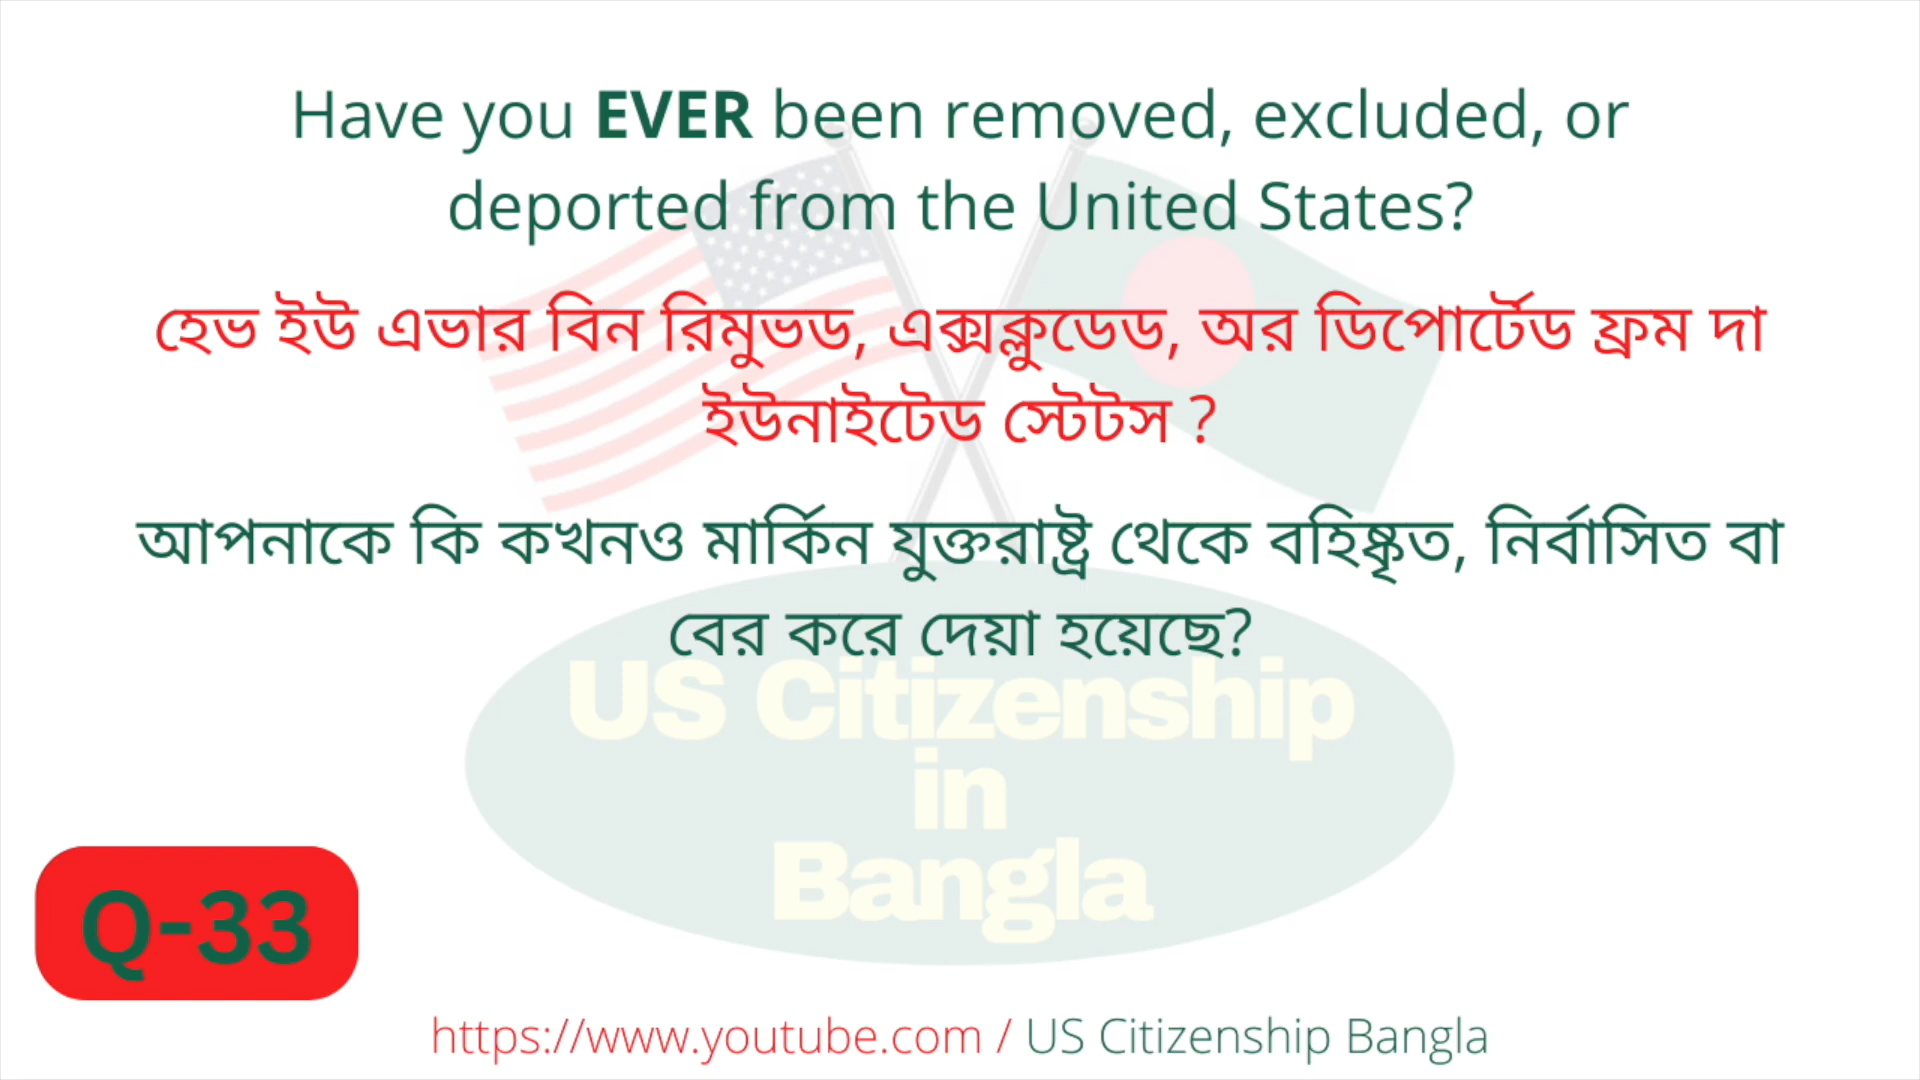 Have you EVER been removed, excluded, or
deported from the United States?
হেভ ইউ এভার বিন রিমুভড, এক্সক্লুডেড, অর ডিপোর্টেড ফ্রম দা
ইউনাইটেড স্টেটস ?
আপনাকে কি কখনও মার্কিন যুক্তরাষ্ট্র থেকে বহিষ্কৃত, নির্বাসিত বা
বের করে দেয়া হয়েছে?
US Citizenship
in
Bangla
Q-33
https://www.youtube.com / US Citizenship Bangla